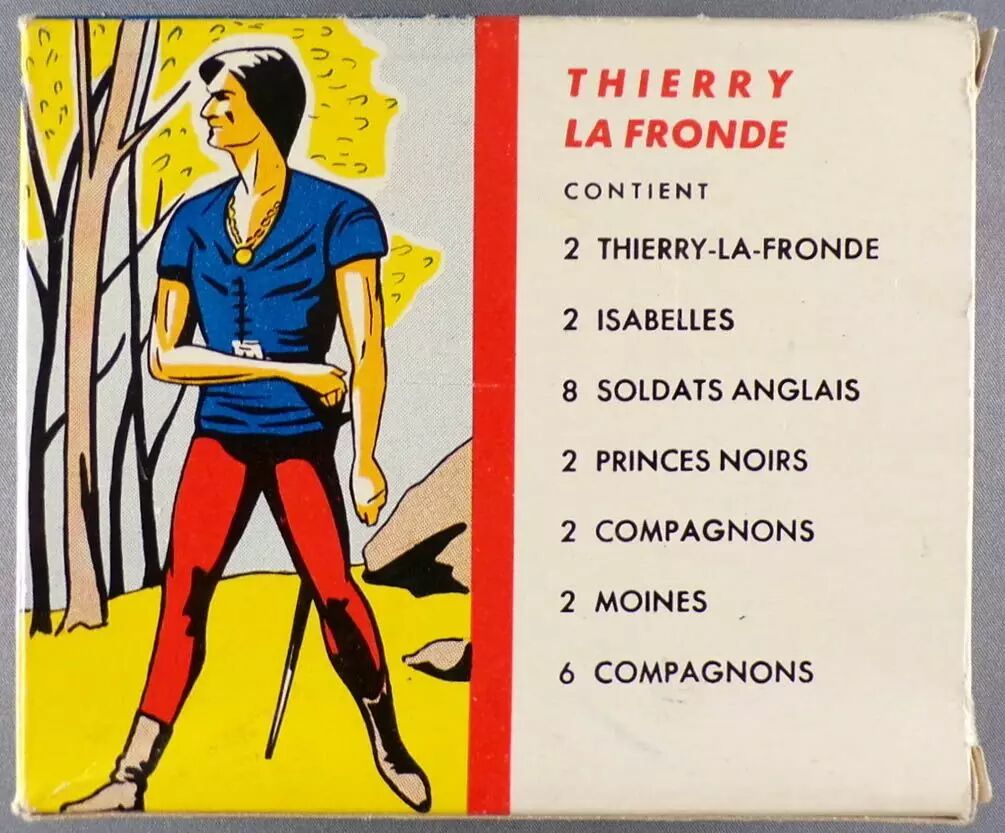 THIERRY
LA FRONDE
CONTIENT
2 THIERRY-LA-FRONDE
2 ISABELLES
8 SOLDATS ANGLAIS
2 PRINCES NOIRS
2 COMPAGNONS
2 MOINES
6 COMPAGNONS